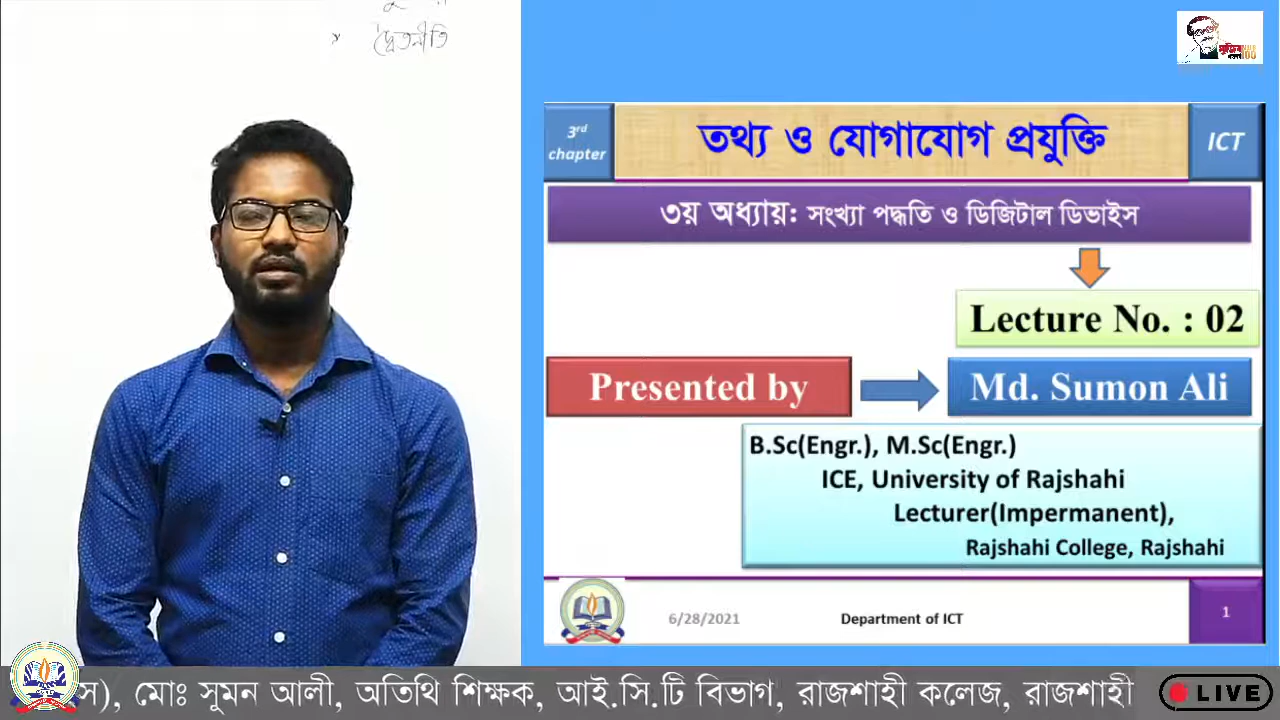 দ্বৈতনীতি
3rd chapter
তথ্য ও যোগাযোগ প্রযুক্তি
ICT
৩য় অধ্যায়: সংখ্যা পদ্ধতি ও ডিজিটাল ডিভাইস
Lecture No. : 02
Presented by
Md. Sumon Ali
B.Sc(Engr.), M.Sc(Engr.)
ICE, University of Rajshahi
Lecturer(Impermanent),
Rajshahi College, Rajshahi
6/28/2021
Department of ICT
1
স), মোঃ সুমন আলী, অতিথি শিক্ষক, আই.সি.টি বিভাগ, রাজশাহী কলেজ, রাজশাহী
LIVE